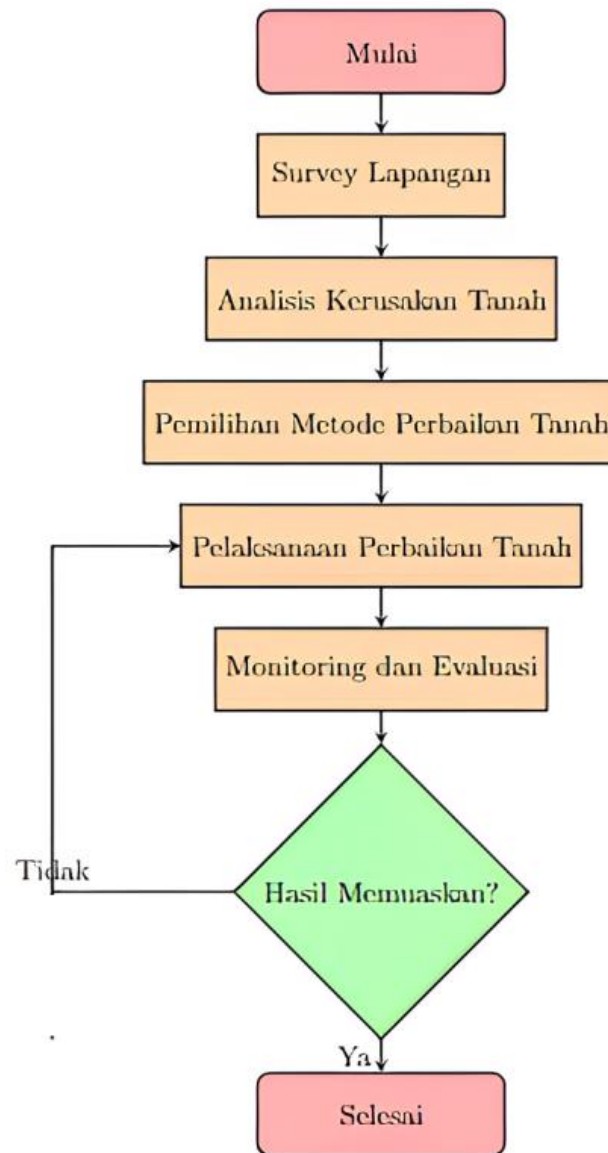 Mulai
Survey Lapangan
Analisis Kerusakan Tanah
Pemilihan Metode Perbaikan Tanah
Pelaksanaan Perbaikan Tanah
Monitoring dan Evaluasi
Tidak
Hasil Memuaskan?
Ya
Selesai